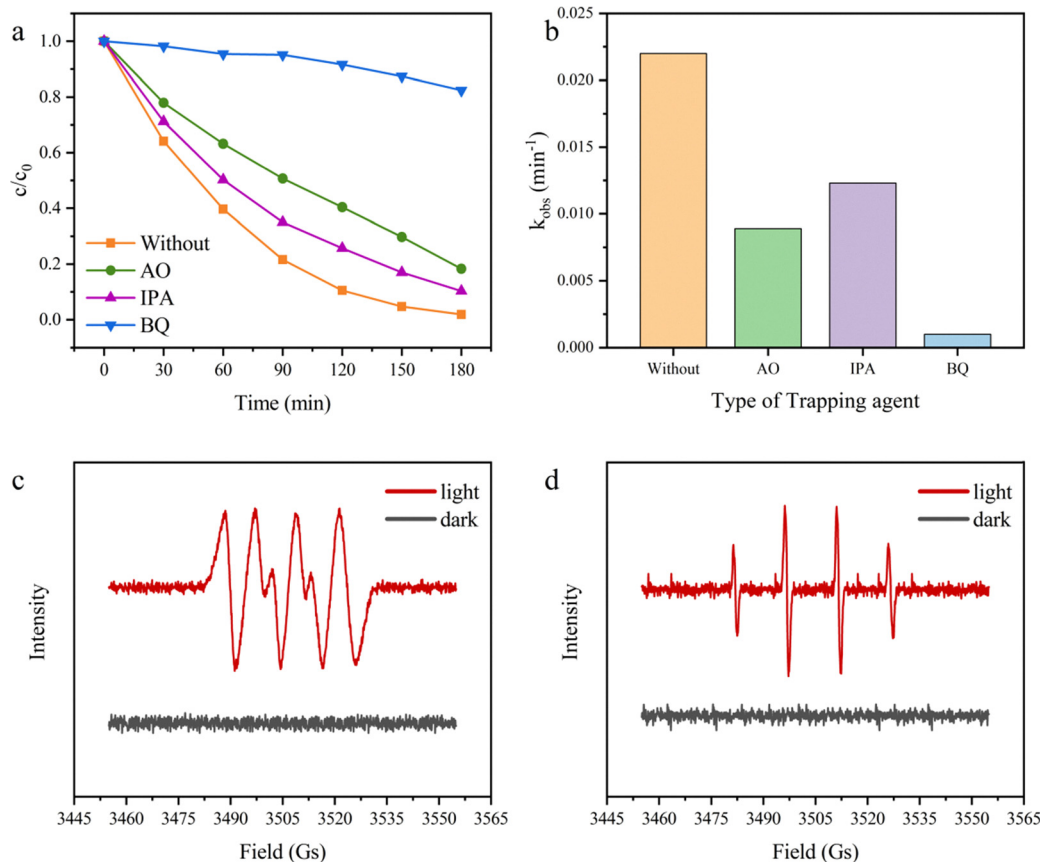 a
1.0
0.8
0.6
0.4
0.2
0.0
c/c₀
Without
AO
IPA
BQ
0 30 60 90 120 150 180
Time (min)
b
0.025
0.020
0.015
0.010
0.005
0.000
kobs (min⁻¹)
Without AO IPA BQ
Type of Trapping agent
c
light
dark
Intensity
3445 3460 3475 3490 3505 3520 3535 3550 3565
Field (Gs)
d
light
dark
Intensity
3445 3460 3475 3490 3505 3520 3535 3550 3565
Field (Gs)